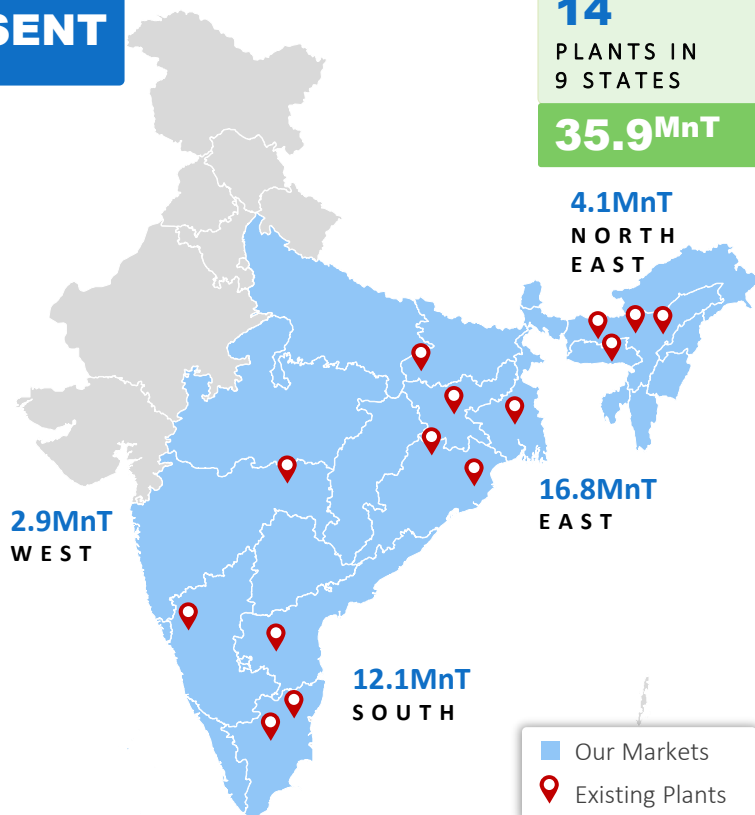 SENT
14
PLANTS IN
9 STATES
35.9MnT
4.1MnT
NORTH
EAST
16.8MnT
EAST
2.9MnT
WEST
12.1MnT
SOUTH
Our Markets
Existing Plants